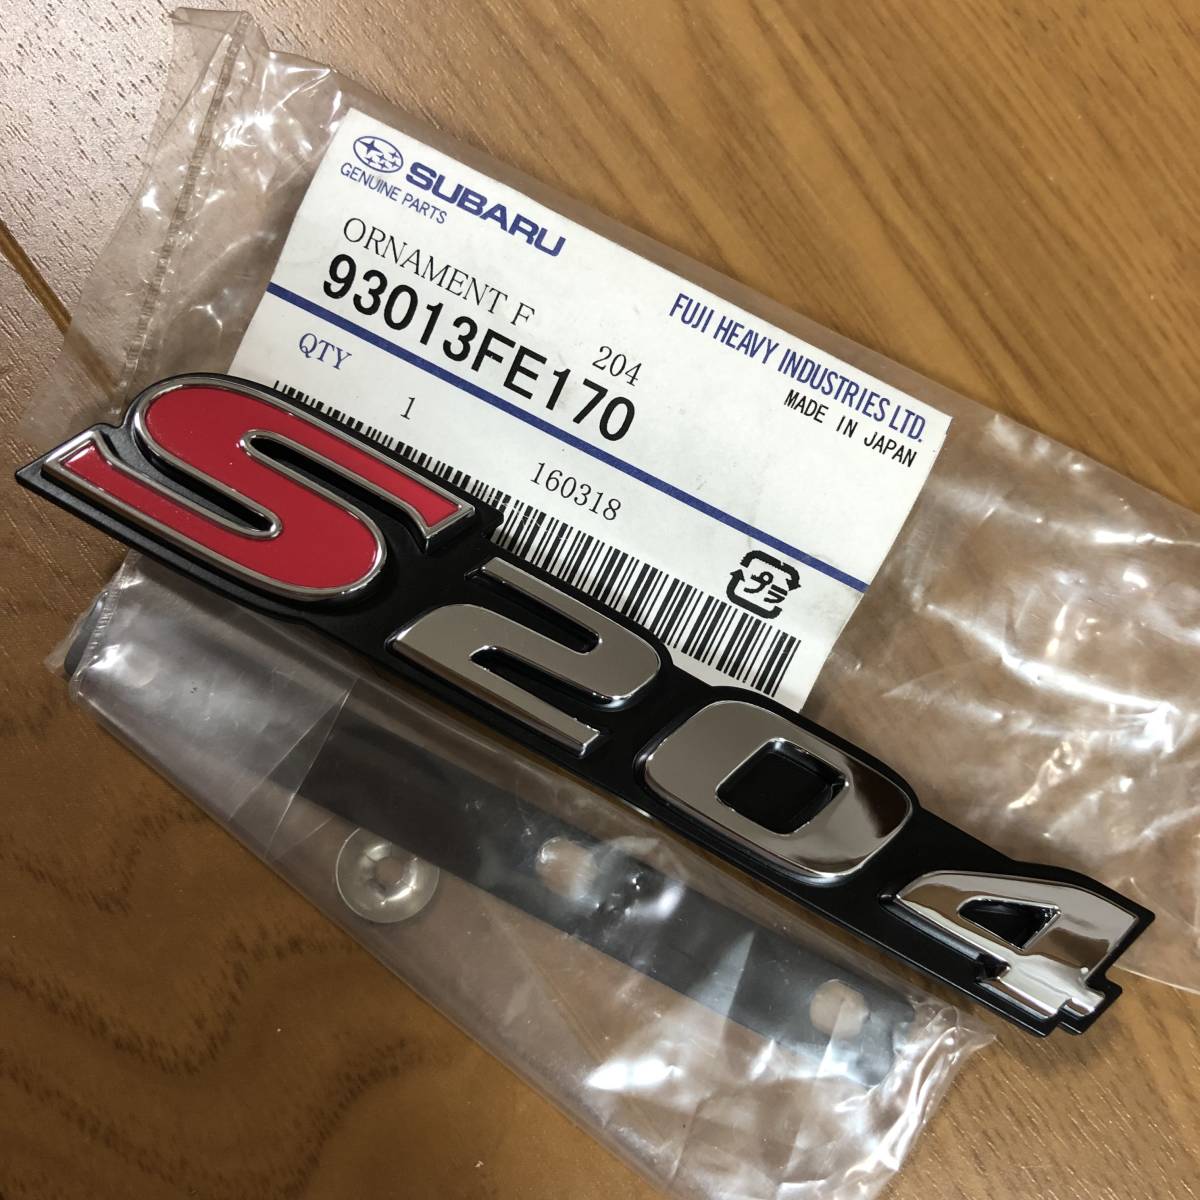 SUBARU
GENUINE PARTS
FUJI HEAVY INDUSTRIES LTD.
MADE IN JAPAN
ORNAMENT F
204
93013FE170
QTY
1
160318
プラ
S204